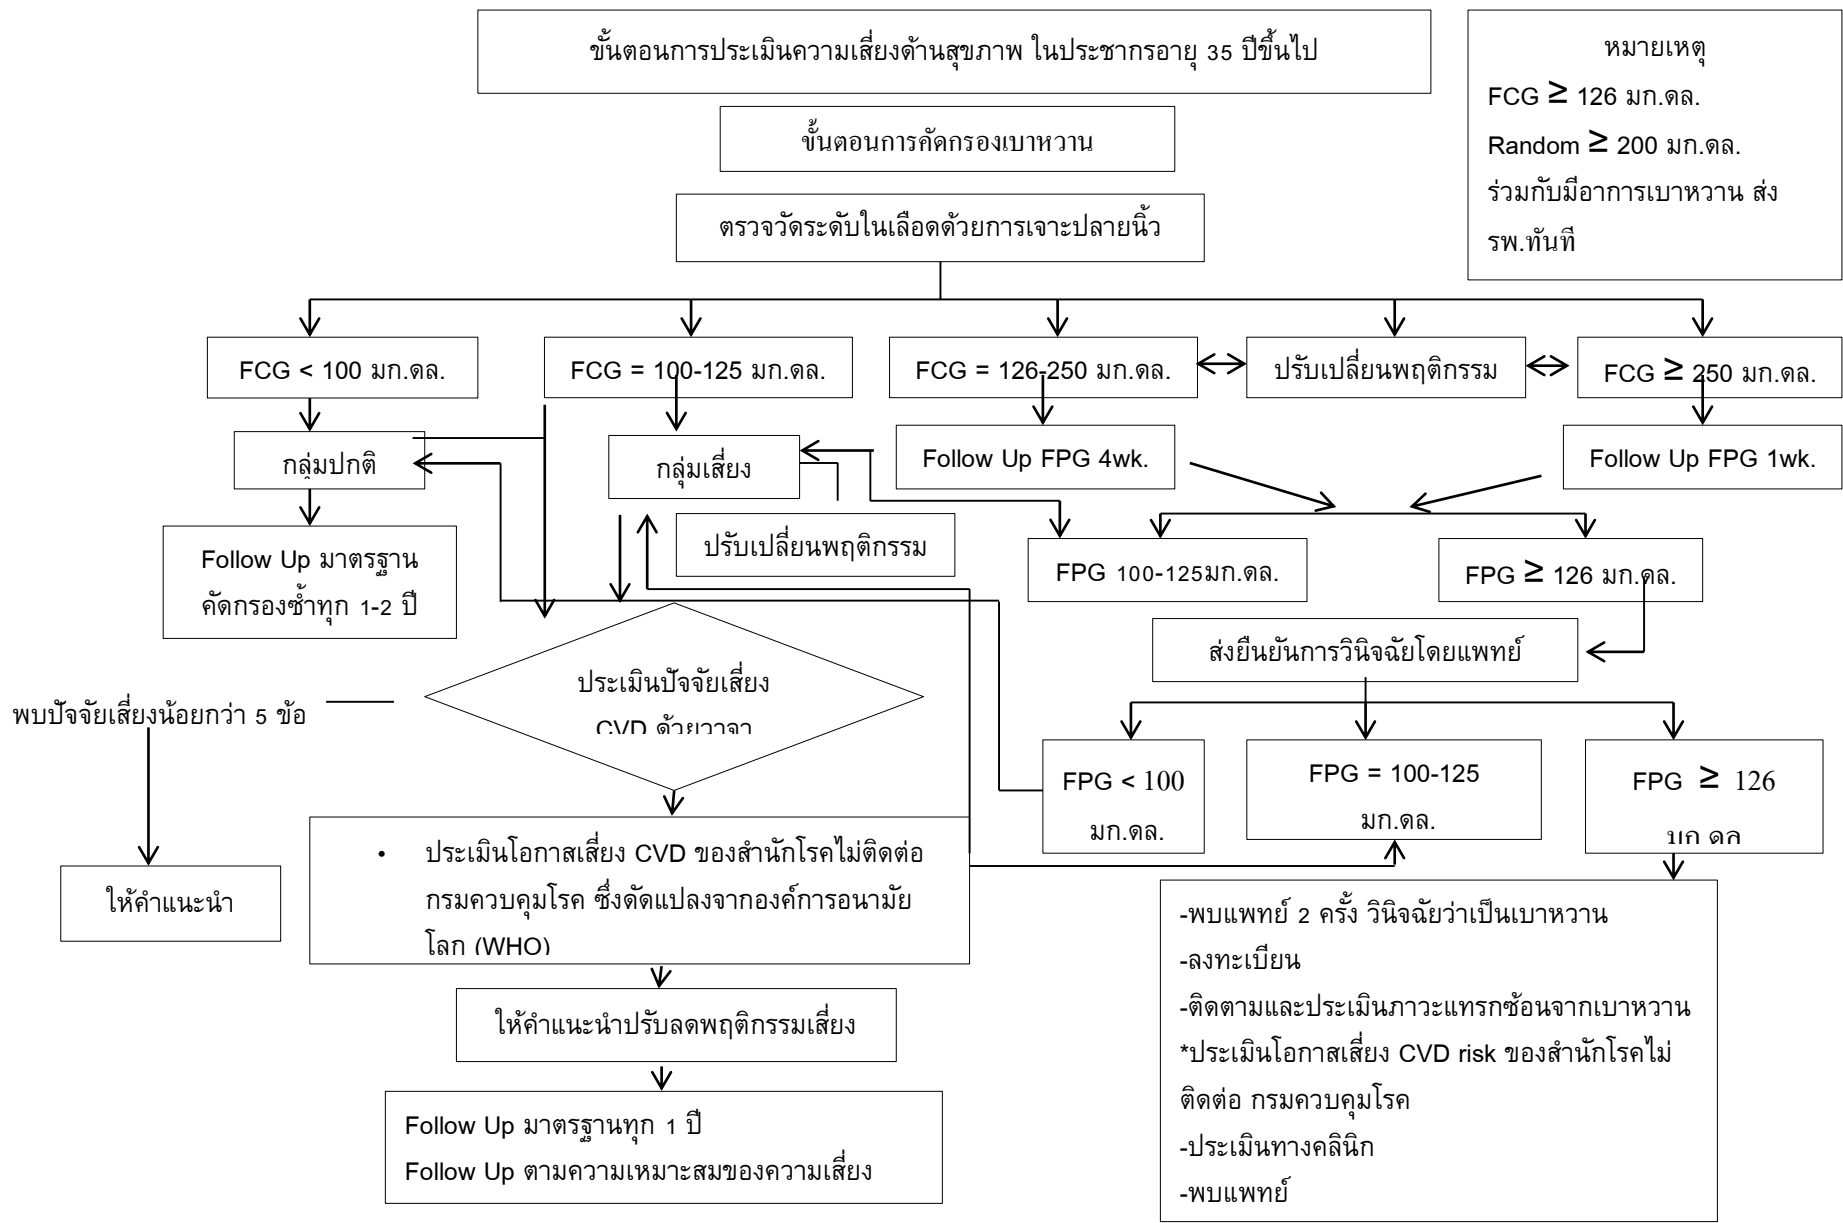 ขั้นตอนการประเมินความเสี่ยงด้านสุขภาพ ในประชากรอายุ 35 ปีขึ้นไป
หมายเหตุ
FCG ≥ 126 มก.ดล.
Random ≥ 200 มก.ดล.
ร่วมกับมีอาการเบาหวาน ส่ง
รพ.ทันที
ขั้นตอนการคัดกรองเบาหวาน
ตรวจวัดระดับในเลือดด้วยการเจาะปลายนิ้ว
FCG < 100 มก.ดล.
FCG = 100-125 มก.ดล.
FCG = 126-250 มก.ดล.
ปรับเปลี่ยนพฤติกรรม
FCG ≥ 250 มก.ดล.
กลุ่มปกติ
กลุ่มเสี่ยง
Follow Up FPG 4wk.
Follow Up FPG 1wk.
Follow Up มาตรฐาน
คัดกรองซ้ำทุก 1-2 ปี
ปรับเปลี่ยนพฤติกรรม
FPG 100-125มก.ดล.
FPG ≥ 126 มก.ดล.
ส่งยืนยันการวินิจฉัยโดยแพทย์
ประเมินปัจจัยเสี่ยง
CVD ด้วยวาจา
พบปัจจัยเสี่ยงน้อยกว่า 5 ข้อ
FPG < 100
มก.ดล.
FPG = 100-125
มก.ดล.
FPG ≥ 126
มก.ดล
ให้คำแนะนำ
• ประเมินโอกาสเสี่ยง CVD ของสำนักโรคไม่ติดต่อ
กรมควบคุมโรค ซึ่งดัดแปลงจากองค์การอนามัย
โลก (WHO)
ให้คำแนะนำปรับลดพฤติกรรมเสี่ยง
Follow Up มาตรฐานทุก 1 ปี
Follow Up ตามความเหมาะสมของความเสี่ยง
-พบแพทย์ 2 ครั้ง วินิจฉัยว่าเป็นเบาหวาน
-ลงทะเบียน
-ติดตามและประเมินภาวะแทรกซ้อนจากเบาหวาน
*ประเมินโอกาสเสี่ยง CVD risk ของสำนักโรคไม่
ติดต่อ กรมควบคุมโรค
-ประเมินทางคลินิก
-พบแพทย์